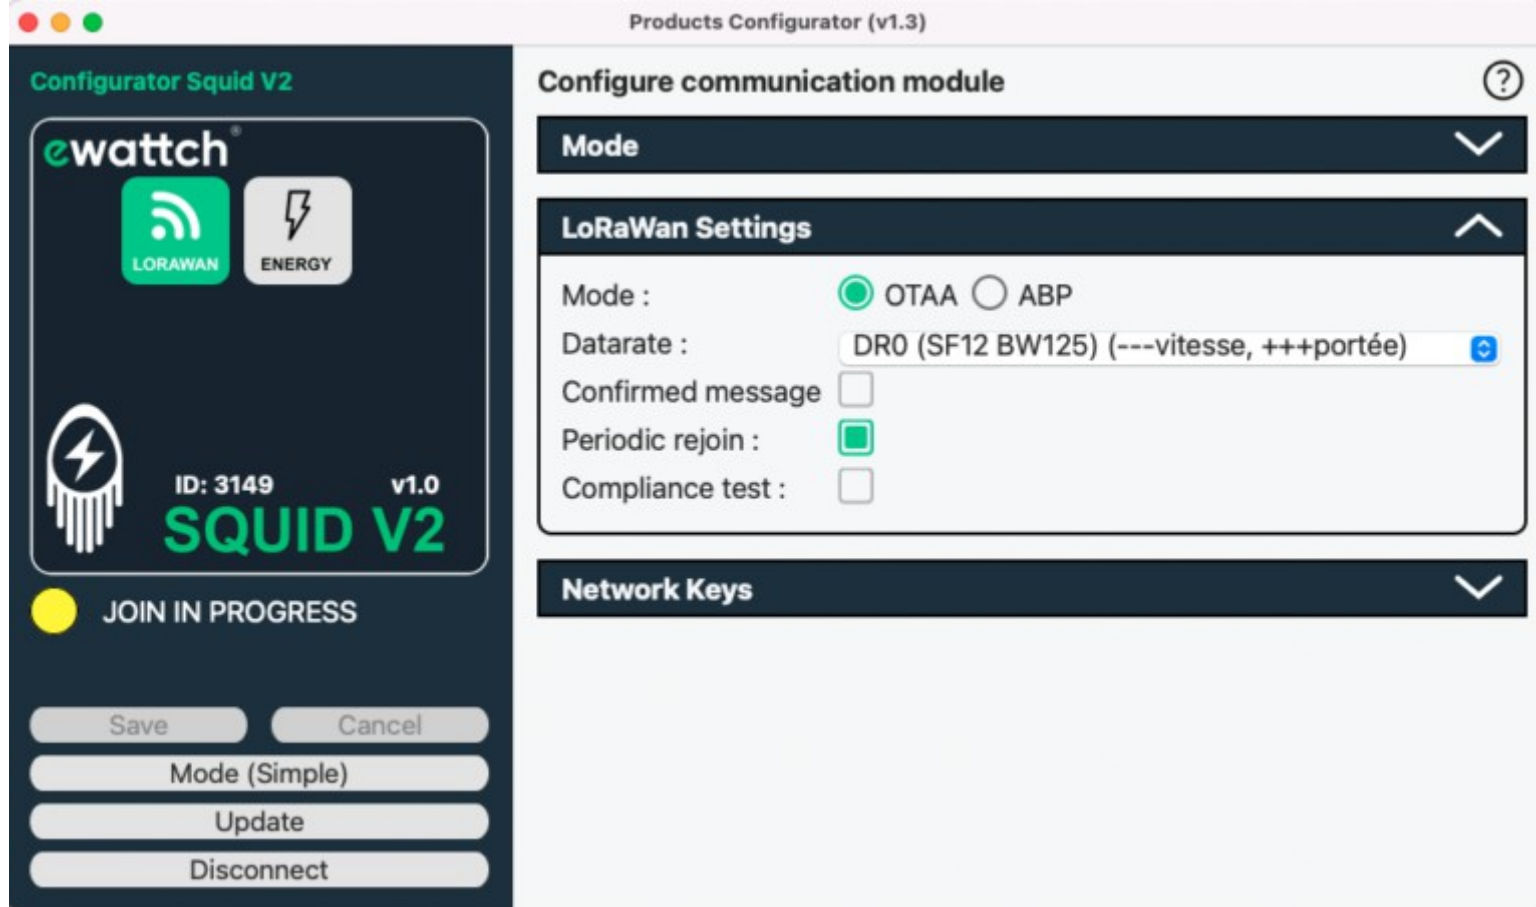 Products Configurator (v1.3)
Configurator Squid V2
ewattch®
LORAWAN
ENERGY
ID: 3149
v1.0
SQUID V2
JOIN IN PROGRESS
Save
Cancel
Mode (Simple)
Update
Disconnect
Configure communication module
?
Mode
LoRaWan Settings
Mode :
OTAA
ABP
Datarate :
DR0 (SF12 BW125) (---vitesse, +++portée)
Confirmed message
Periodic rejoin :
Compliance test :
Network Keys